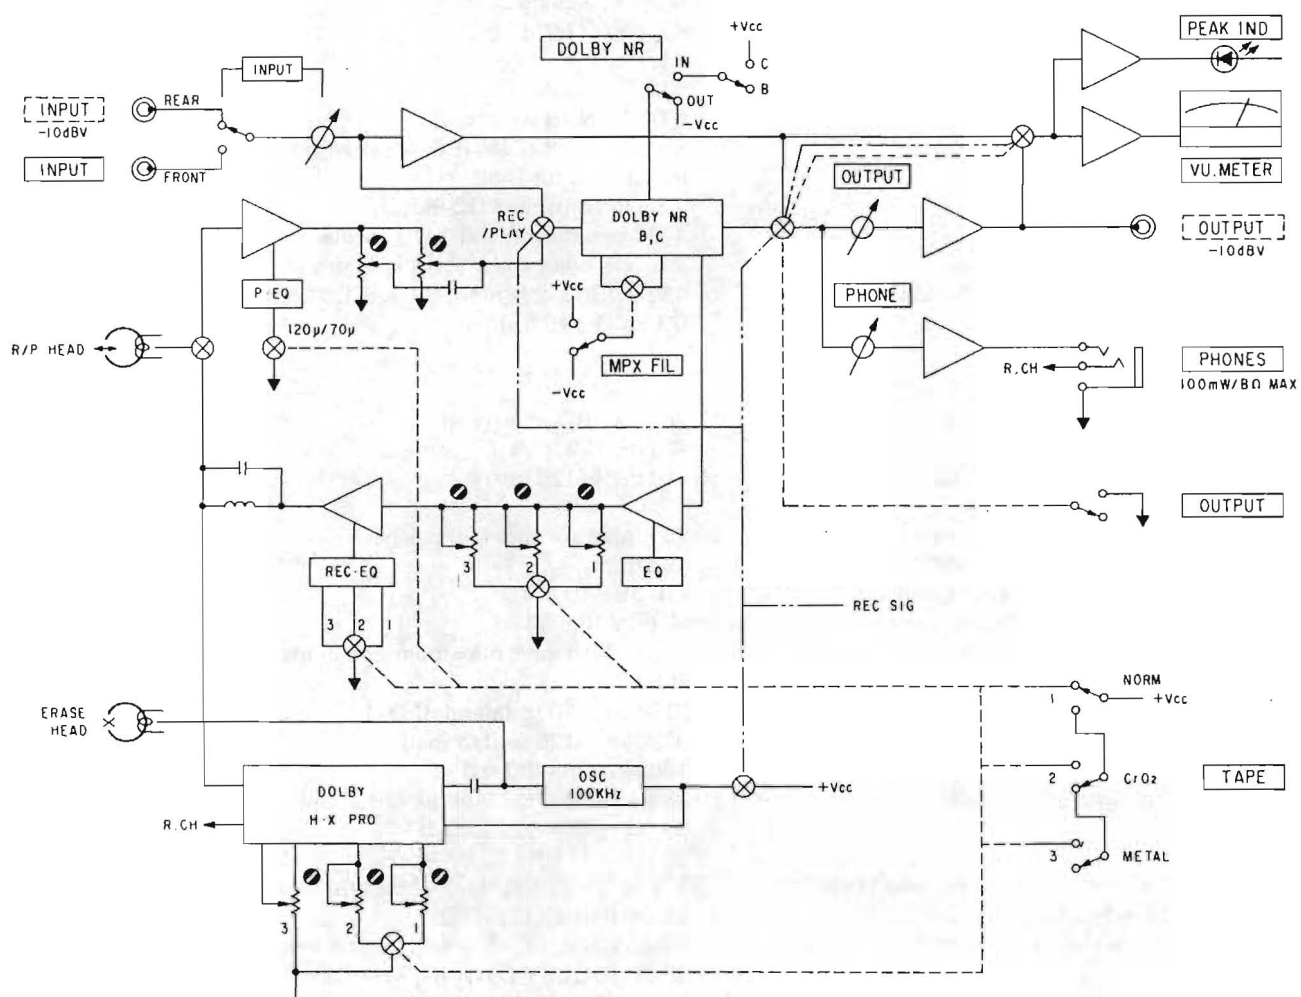 PEAK IND
+Vcc
DOLBY NR
IN
C
B
OUT
-Vcc
INPUT
REAR
INPUT
-10dBV
INPUT
FRONT
VU.METER
OUTPUT
REC
/PLAY
DOLBY NR
B,C
OUTPUT
-10dBV
P·EQ
+Vcc
PHONE
120μ/70μ
R/P HEAD
MPX FIL
-Vcc
R.CH
PHONES
100mW/8Ω MAX
OUTPUT
REC-EQ
3
2
1
EQ
3 2 1
REC SIG
NORM
1
+Vcc
ERASE
HEAD
OSC
100KHz
+Vcc
2
CrO2
TAPE
DOLBY
H-X PRO
R.CH
3
METAL
3
2
1